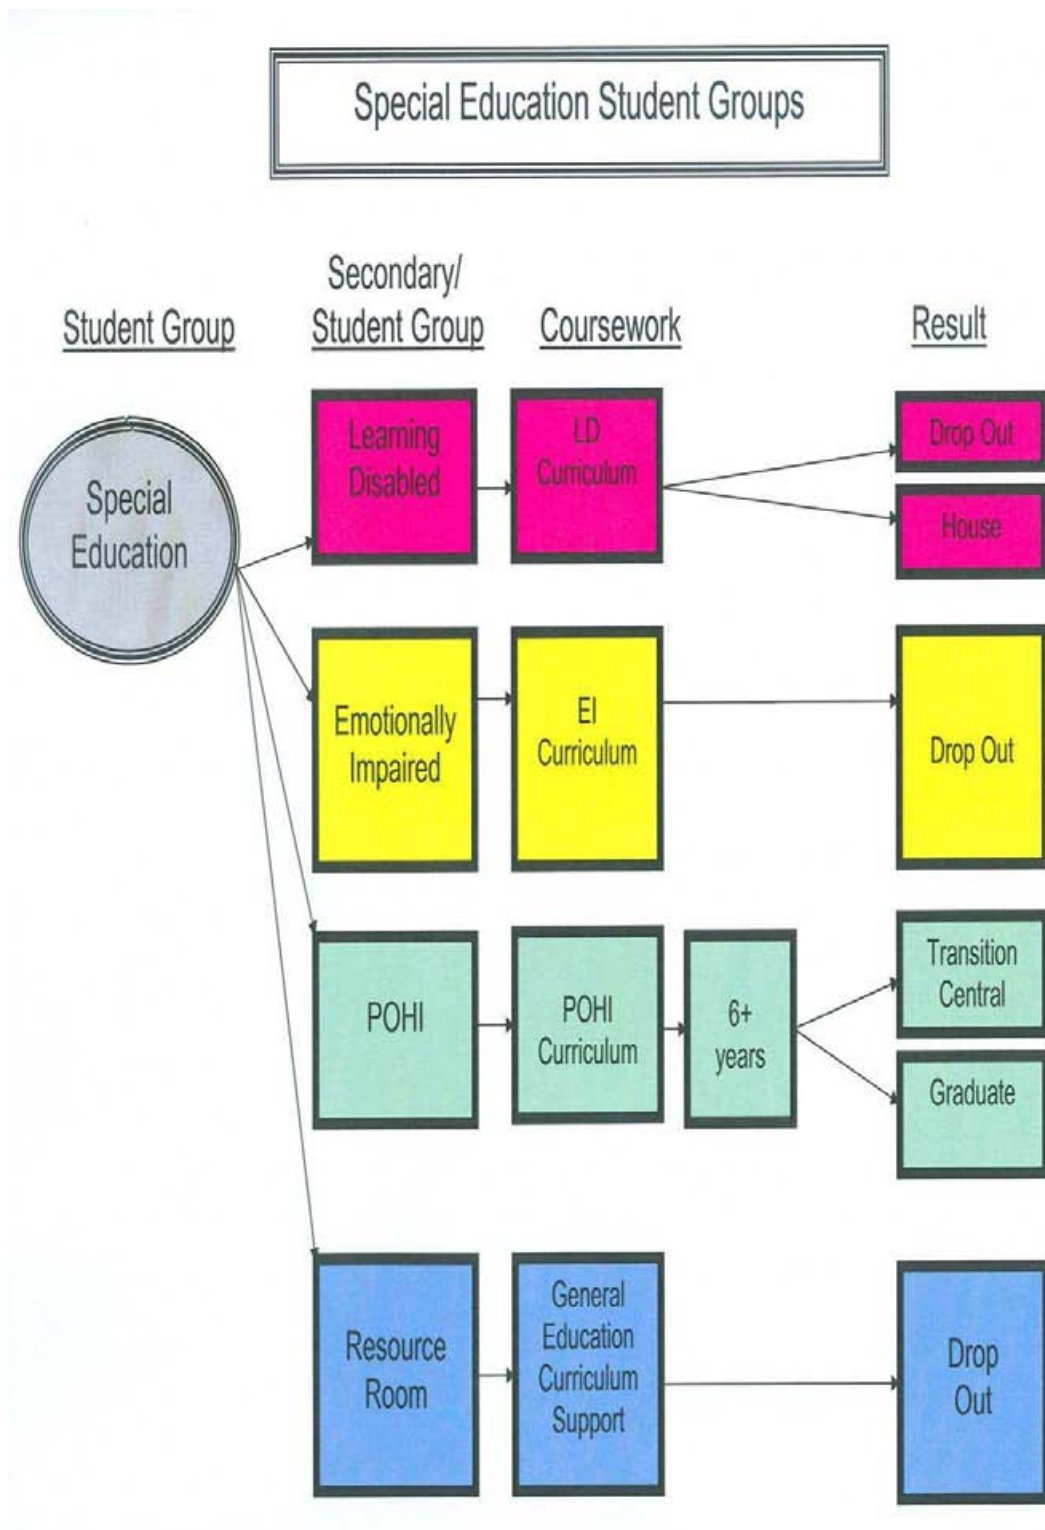 Special Education Student Groups
Student Group
Secondary/
Student Group
Coursework
Result
Special
Education
Learning
Disabled
LD
Curriculum
Drop Out
House
Emotionally
Impaired
EI
Curriculum
Drop Out
POHI
POHI
Curriculum
6+
years
Transition
Central
Graduate
Resource
Room
General
Education
Curriculum
Support
Drop
Out